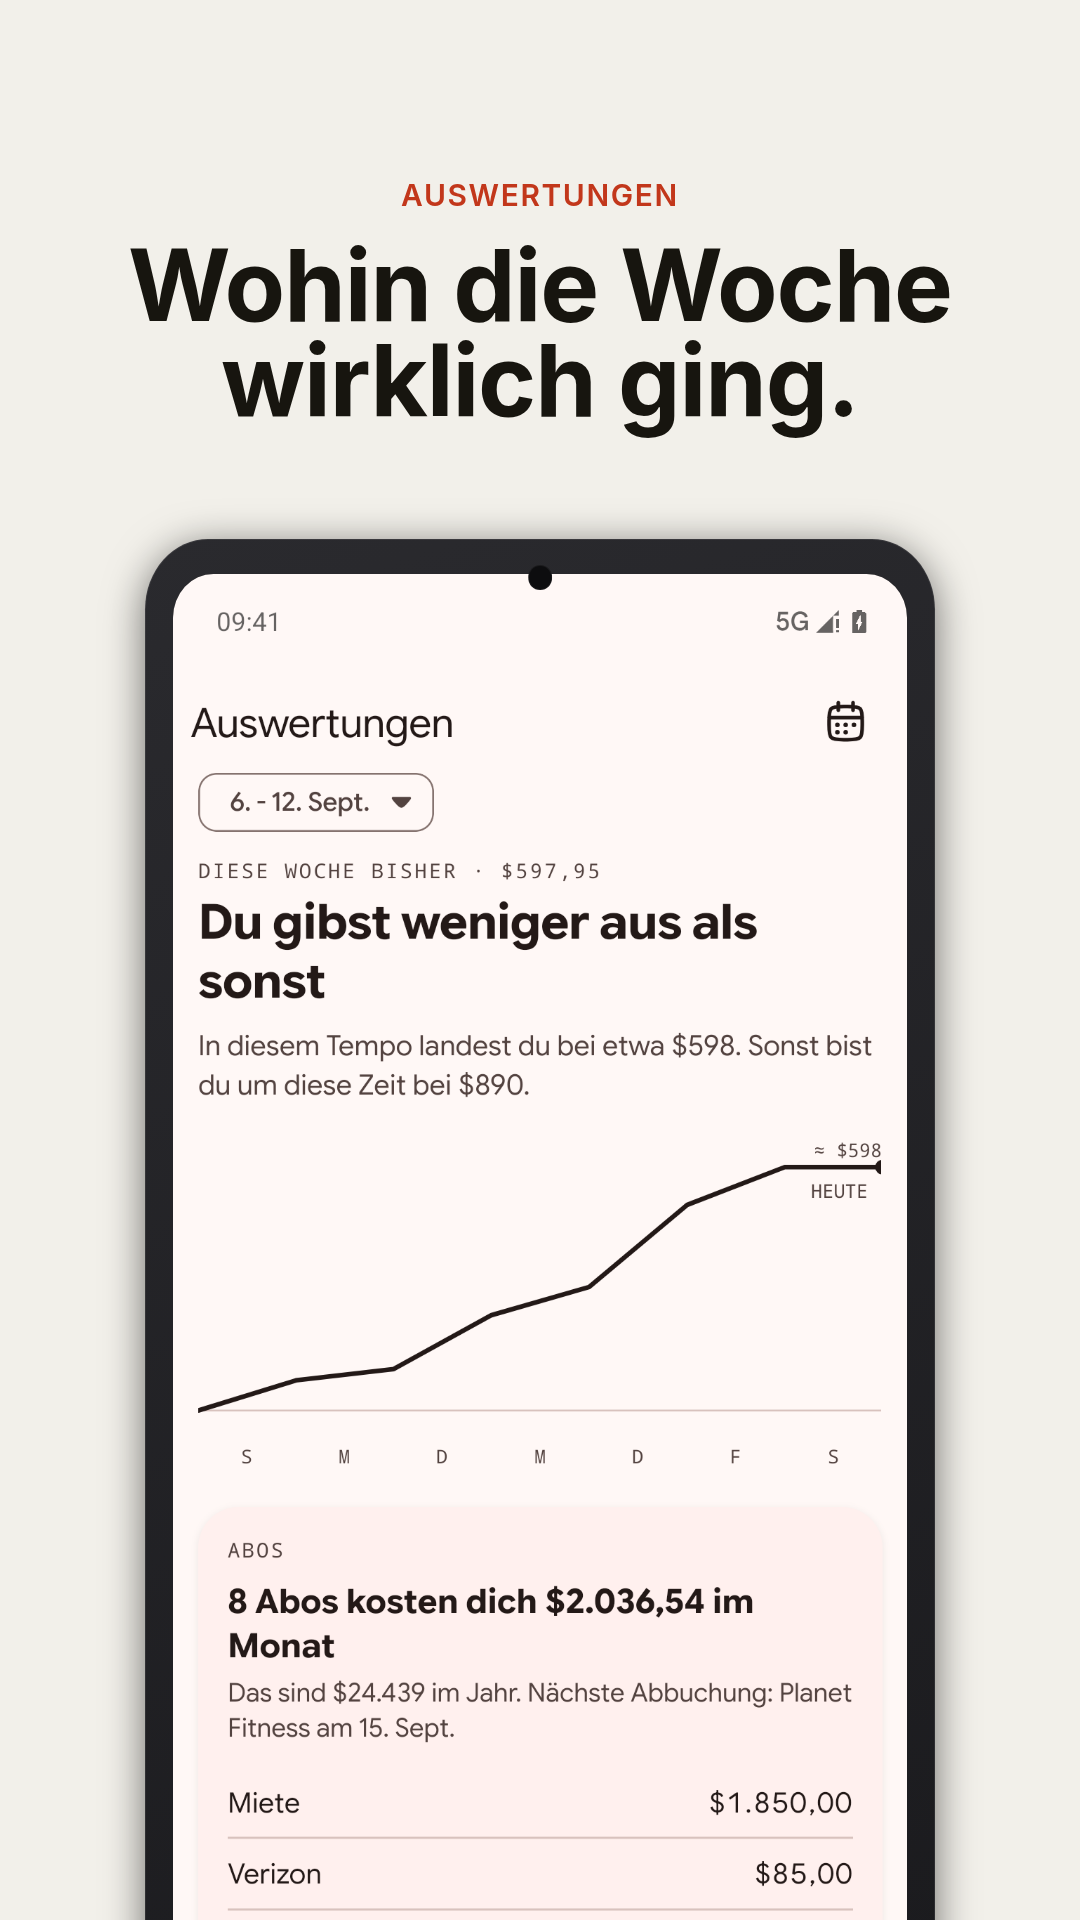 AUSWERTUNGEN
Wohin die Woche
wirklich ging.
09:41
5G
Auswertungen
6. - 12. Sept.
DIESE WOCHE BISHER · $597,95
Du gibst weniger aus als
sonst
In diesem Tempo landest du bei etwa $598. Sonst bist
du um diese Zeit bei $890.
≈ $598
HEUTE
S M D M D F S
ABOS
8 Abos kosten dich $2.036,54 im
Monat
Das sind $24.439 im Jahr. Nächste Abbuchung: Planet
Fitness am 15. Sept.
Miete $1.850,00
Verizon $85,00